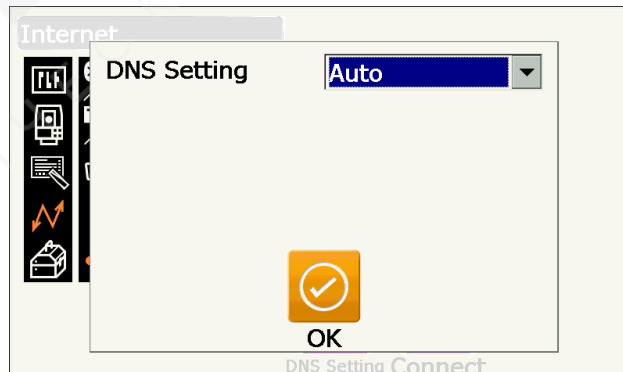 Internet
DNS Setting
Auto
OK
DNS Setting Connect